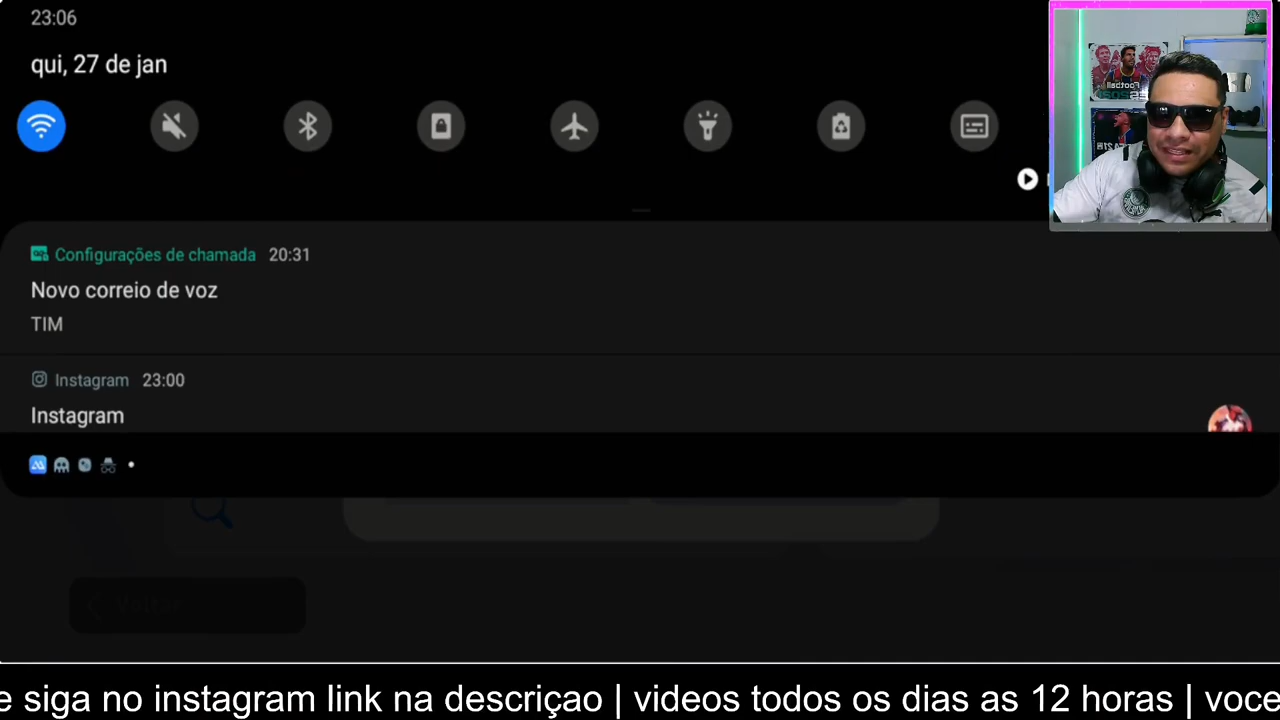 23:06
qui, 27 de jan
Configurações de chamada 20:31
Novo correio de voz
TIM
Instagram 23:00
Instagram
Voltar
e siga no instagram link na descriçao | videos todos os dias as 12 horas | voce